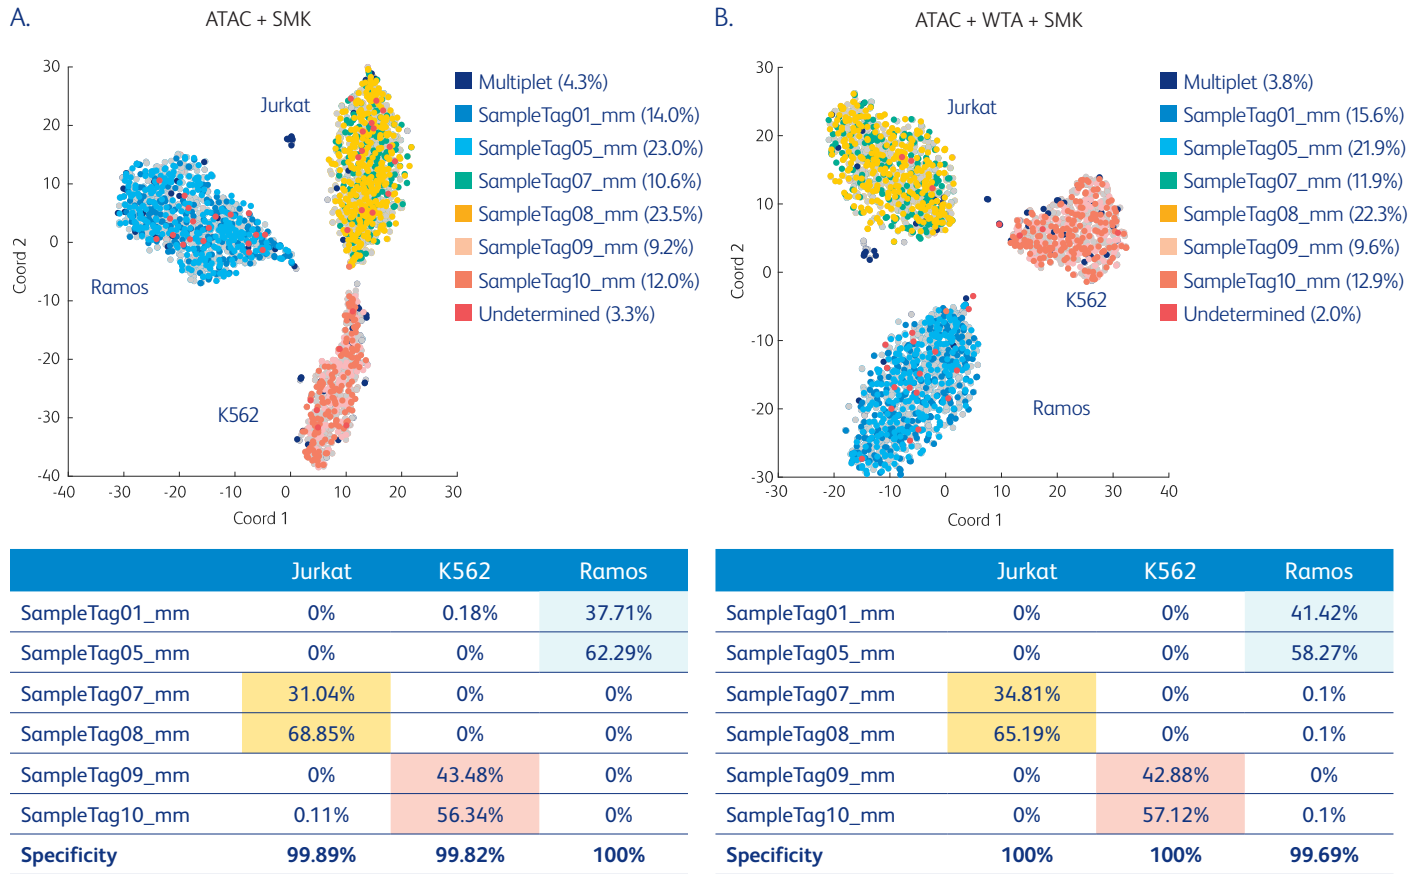 A.
ATAC + SMK
30
20
10
0
-10
-20
-30
-40
Coord 2
-40 -30 -20 -10 0 10 20 30
Coord 1
Jurkat
Ramos
K562
Multiplet (4.3%)
SampleTag01_mm (14.0%)
SampleTag05_mm (23.0%)
SampleTag07_mm (10.6%)
SampleTag08_mm (23.5%)
SampleTag09_mm (9.2%)
SampleTag10_mm (12.0%)
Undetermined (3.3%)
B.
ATAC + WTA + SMK
30
20
10
0
-10
-20
-30
Coord 2
-30 -20 -10 0 10 20 30 40
Coord 1
Jurkat
K562
Ramos
Multiplet (3.8%)
SampleTag01_mm (15.6%)
SampleTag05_mm (21.9%)
SampleTag07_mm (11.9%)
SampleTag08_mm (22.3%)
SampleTag09_mm (9.6%)
SampleTag10_mm (12.9%)
Undetermined (2.0%)
Jurkat K562 Ramos
SampleTag01_mm 0% 0.18% 37.71%
SampleTag05_mm 0% 0% 62.29%
SampleTag07_mm 31.04% 0% 0%
SampleTag08_mm 68.85% 0% 0%
SampleTag09_mm 0% 43.48% 0%
SampleTag10_mm 0.11% 56.34% 0%
Specificity 99.89% 99.82% 100%
Jurkat K562 Ramos
SampleTag01_mm 0% 0% 41.42%
SampleTag05_mm 0% 0% 58.27%
SampleTag07_mm 34.81% 0% 0.1%
SampleTag08_mm 65.19% 0% 0.1%
SampleTag09_mm 0% 42.88% 0%
SampleTag10_mm 0% 57.12% 0.1%
Specificity 100% 100% 99.69%